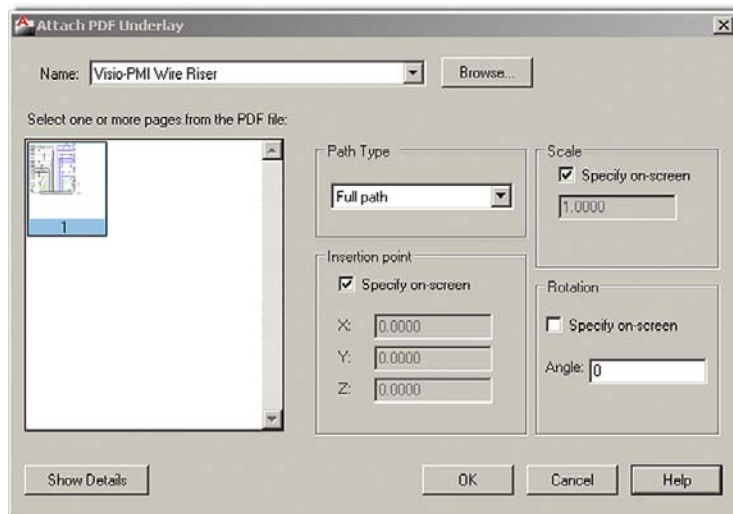 Attach PDF Underlay
Name: Visio-PMI Wire Riser
Browse...
Select one or more pages from the PDF file:
1
Path Type
Full path
Insertion point
Specify on-screen
X: 0.0000
Y: 0.0000
Z: 0.0000
Scale
Specify on-screen
1.0000
Rotation
Specify on-screen
Angle: 0
Show Details
OK
Cancel
Help